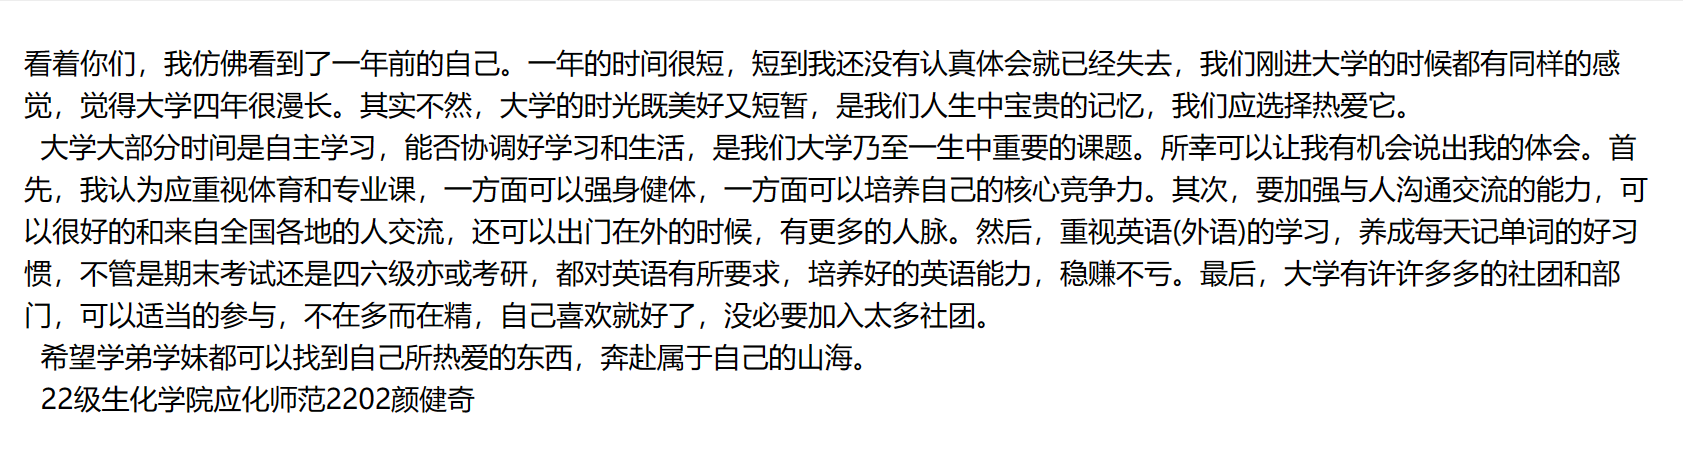 看着你们，我仿佛看到了一年前的自己。一年的时间很短，短到我还没有认真体会就已经失去，我们刚进大学的时候都有同样的感
觉，觉得大学四年很漫长。其实不然，大学的时光既美好又短暂，是我们人生中宝贵的记忆，我们应选择热爱它。
大学大部分时间是自主学习，能否协调好学习和生活，是我们大学乃至一生中重要的课题。所幸可以让我有机会说出我的体会。首
先，我认为应重视体育和专业课，一方面可以强身健体，一方面可以培养自己的核心竞争力。其次，要加强与人沟通交流的能力，可
以很好的和来自全国各地的人交流，还可以出门在外的时候，有更多的人脉。然后，重视英语(外语)的学习，养成每天记单词的好习
惯，不管是期末考试还是四六级亦或考研，都对英语有所要求，培养好的英语能力，稳赚不亏。最后，大学有许许多多的社团和部
门，可以适当的参与，不在多而在精，自己喜欢就好了，没必要加入太多社团。
希望学弟学妹都可以找到自己所热爱的东西，奔赴属于自己的山海。
22级生化学院应化师范2202颜健奇